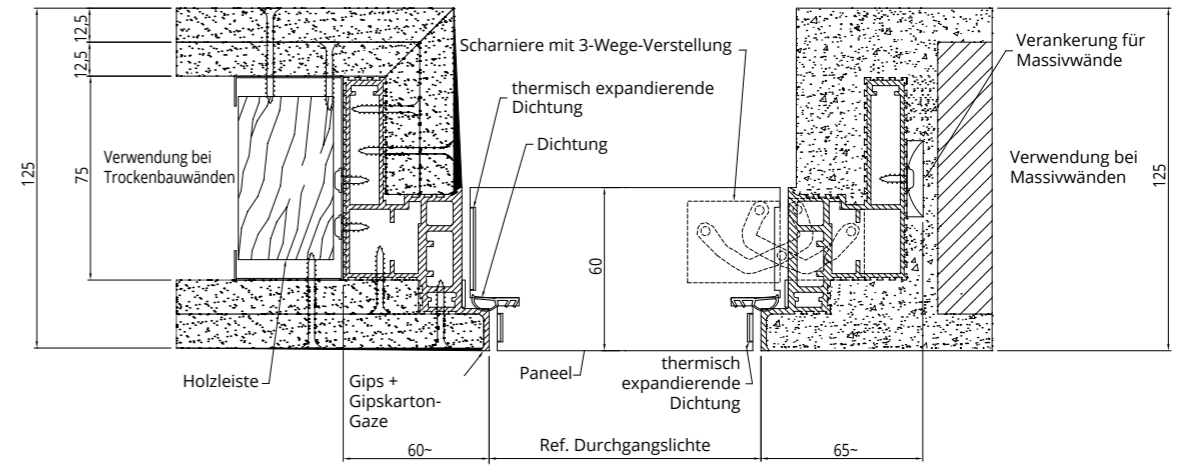 12,5
12,5
125
75
Verwendung bei
Trockenbauwänden
Scharniere mit 3-Wege-Verstellung
thermisch expandierende
Dichtung
Dichtung
60
Verankerung für
Massivwände
Verwendung bei
Massivwänden
125
Holzleiste
Gips +
Gipskarton-
Gaze
Paneel
thermisch
expandierende
Dichtung
60~
Ref. Durchgangslichte
65~